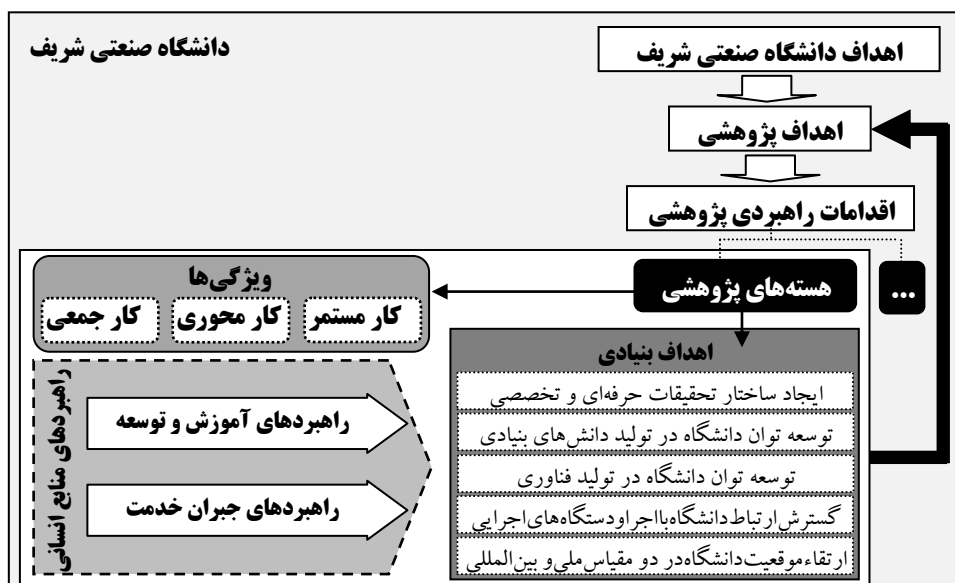 دانشگاه صنعتی شریف
اهداف دانشگاه صنعتی شریف
اهداف پژوهشی
اقدامات راهبردی پژوهشی
...
هسته‌های پژوهشی
ویژگی‌ها
کار مستمر
کار محوری
کار جمعی
اهداف بنیادی
ایجاد ساختار تحقیقات حرفه‌ای و تخصصی
توسعه توان دانشگاه در تولید دانش‌های بنیادی
توسعه توان دانشگاه در تولید فناوری
گسترش ارتباط دانشگاه با اجرا و دستگاه‌های اجرایی
ارتقاء موقعیت دانشگاه در دو مقیاس ملی و بین‌المللی
راهبردهای منابع انسانی
راهبردهای آموزش و توسعه
راهبردهای جبران خدمت